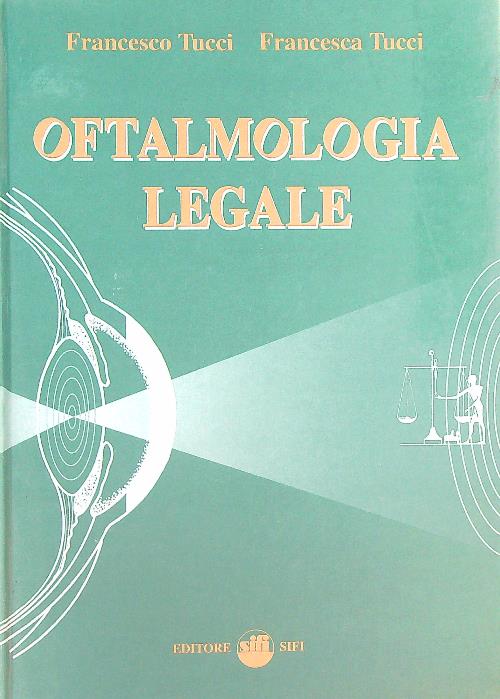 Francesco Tucci Francesca Tucci
OFTALMOLOGIA
LEGALE
EDITORE sifi SIFI